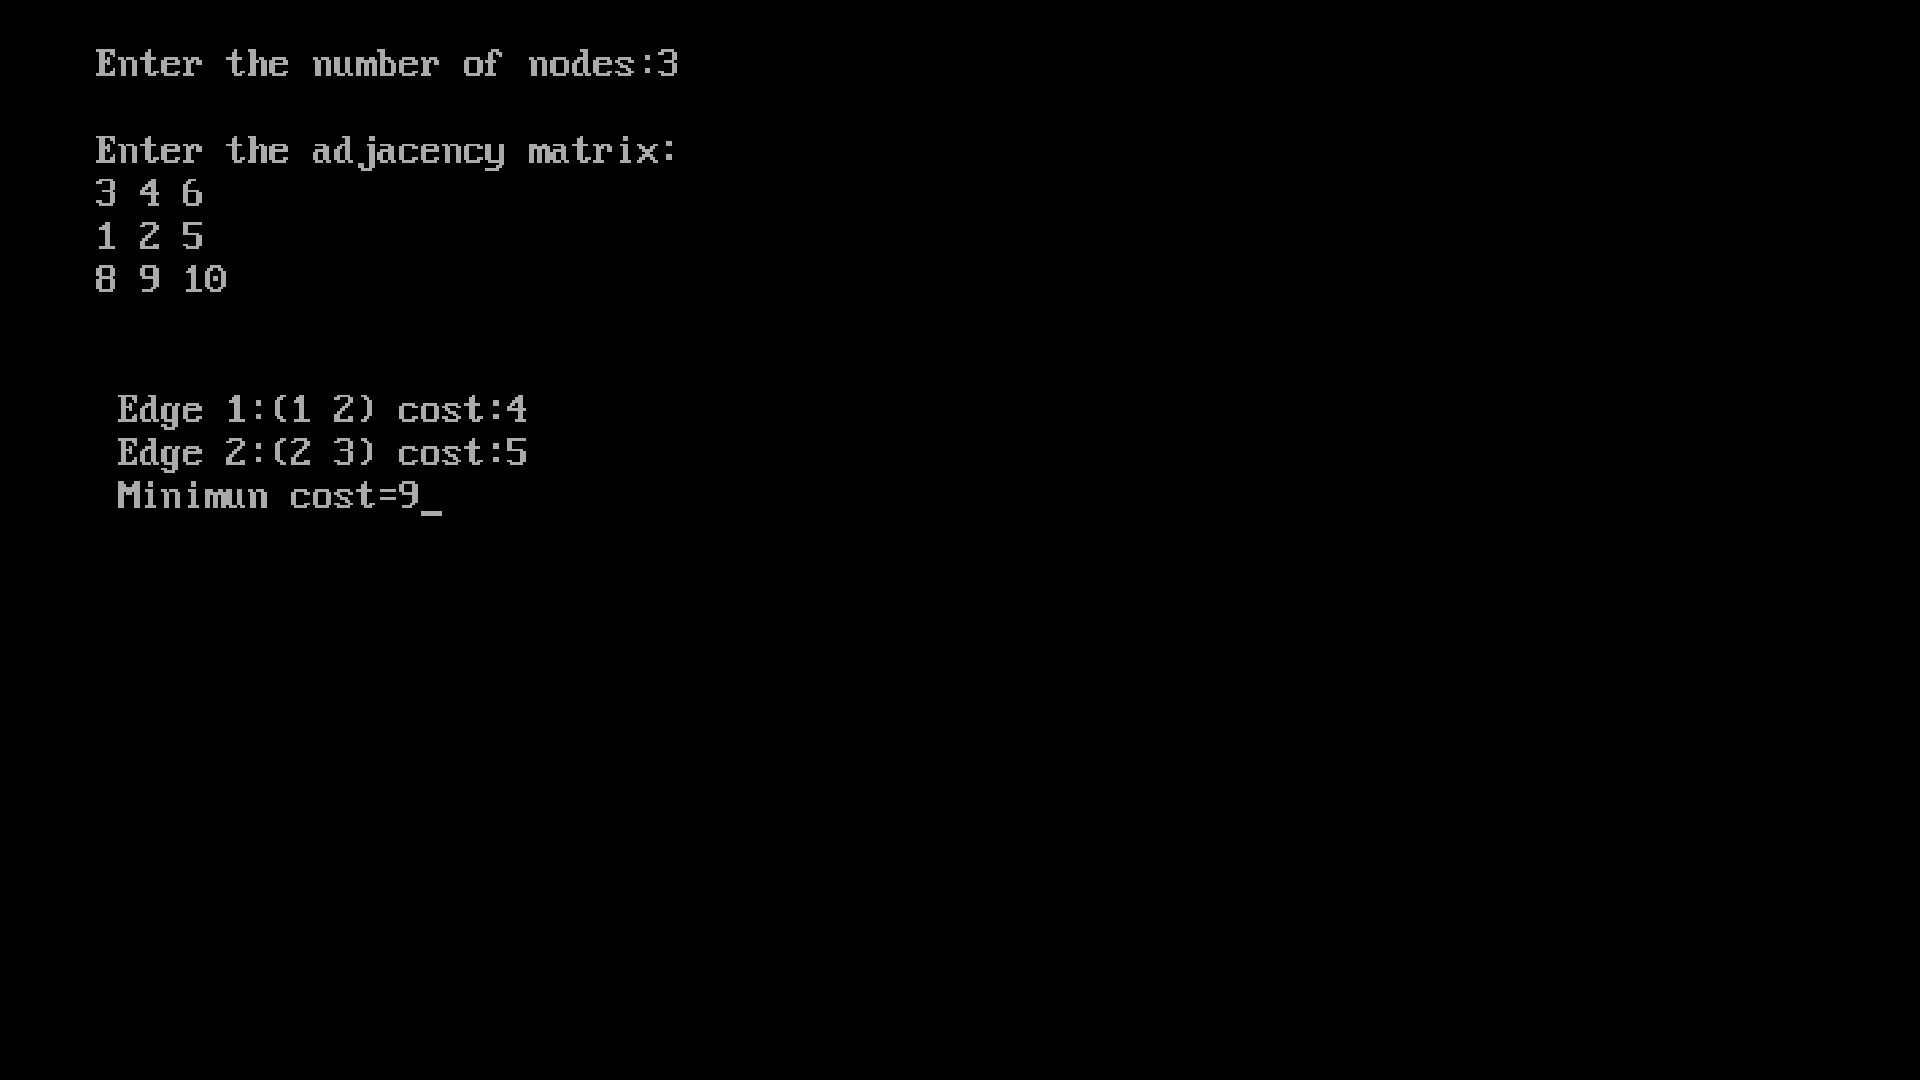 Enter the number of nodes:3
Enter the adjacency matrix:
3 4 6
1 2 5
8 9 10
Edge 1:(1 2) cost:4
Edge 2:(2 3) cost:5
Minimun cost=9_